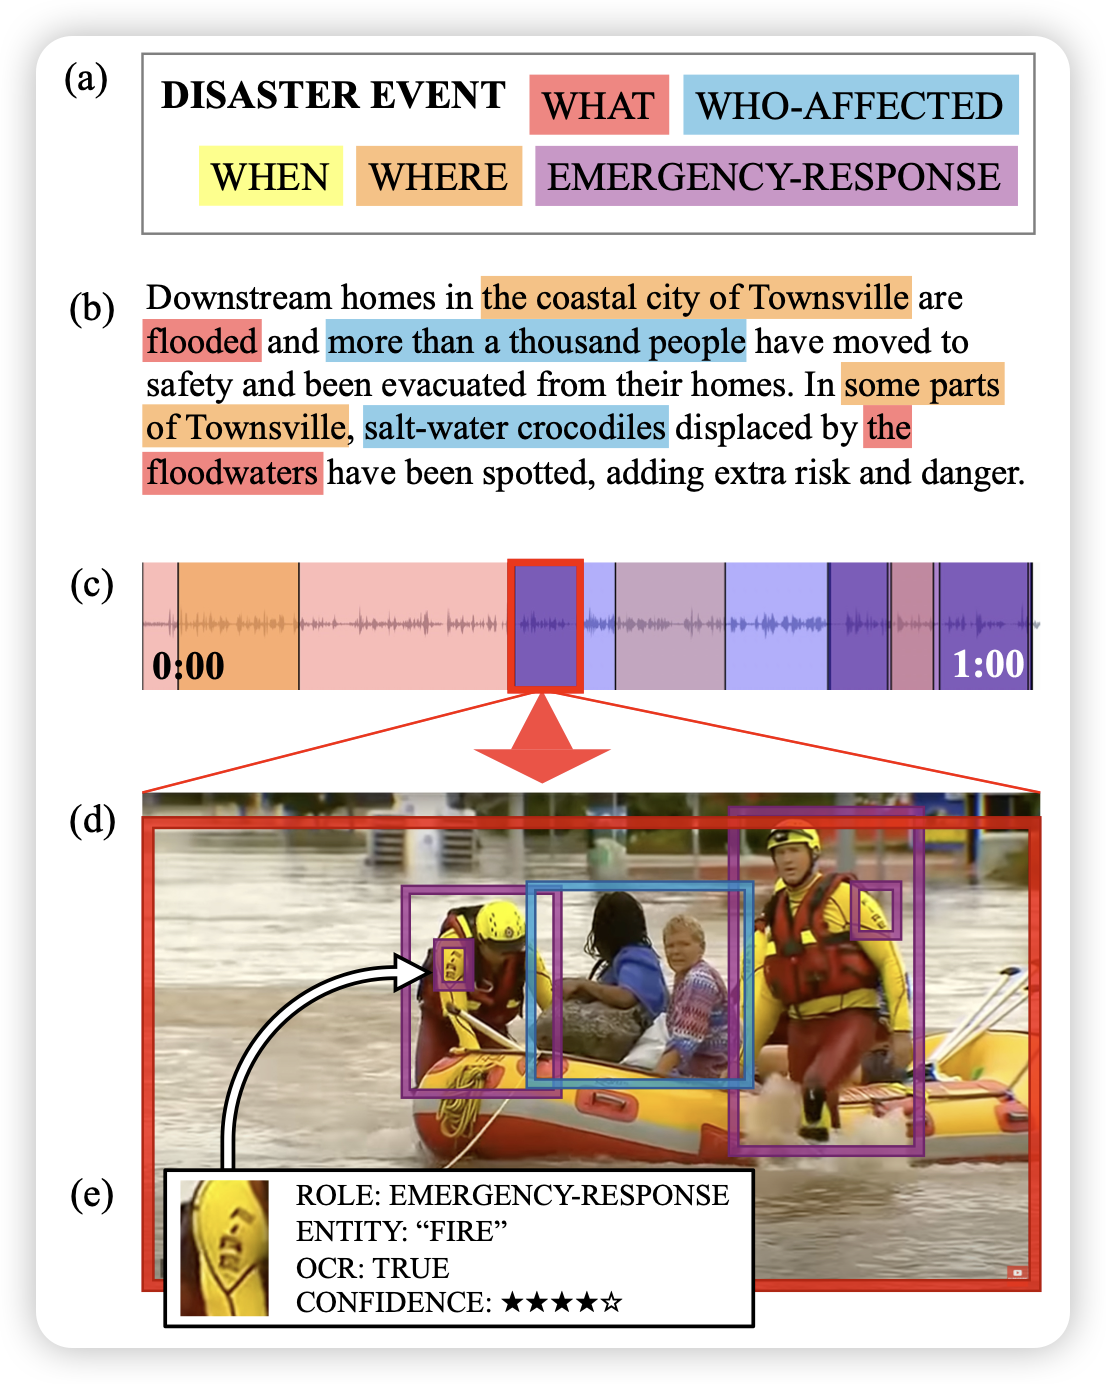 (a)
DISASTER EVENT WHAT WHO-AFFECTED
WHEN WHERE EMERGENCY-RESPONSE
(b)
Downstream homes in the coastal city of Townsville are
flooded and more than a thousand people have moved to
safety and been evacuated from their homes. In some parts
of Townsville, salt-water crocodiles displaced by the
floodwaters have been spotted, adding extra risk and danger.
(c)
0:00 1:00
(d)
(e)
ROLE: EMERGENCY-RESPONSE
ENTITY: “FIRE”
OCR: TRUE
CONFIDENCE: ★★★★☆